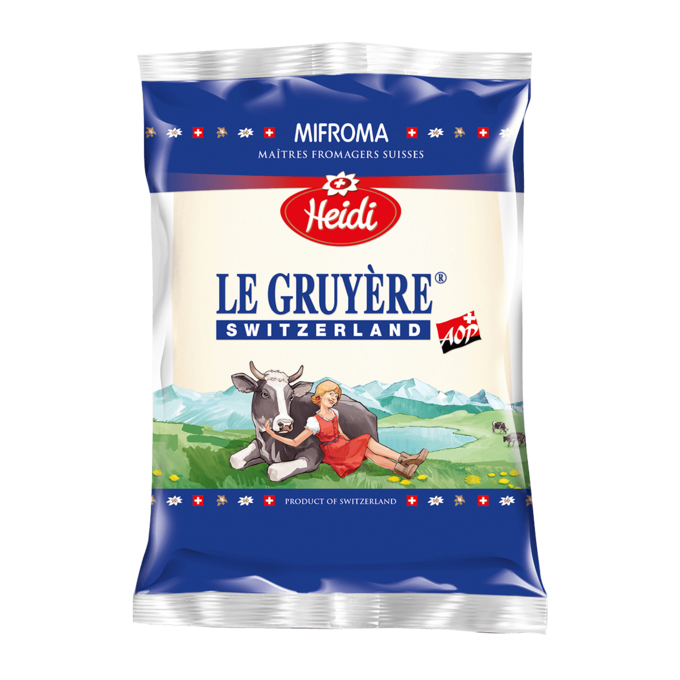 MIFROMA
MAÎTRES FROMAGERS SUISSES
Heidi
LE GRUYÈRE®
SWITZERLAND
AOP
PRODUCT OF SWITZERLAND